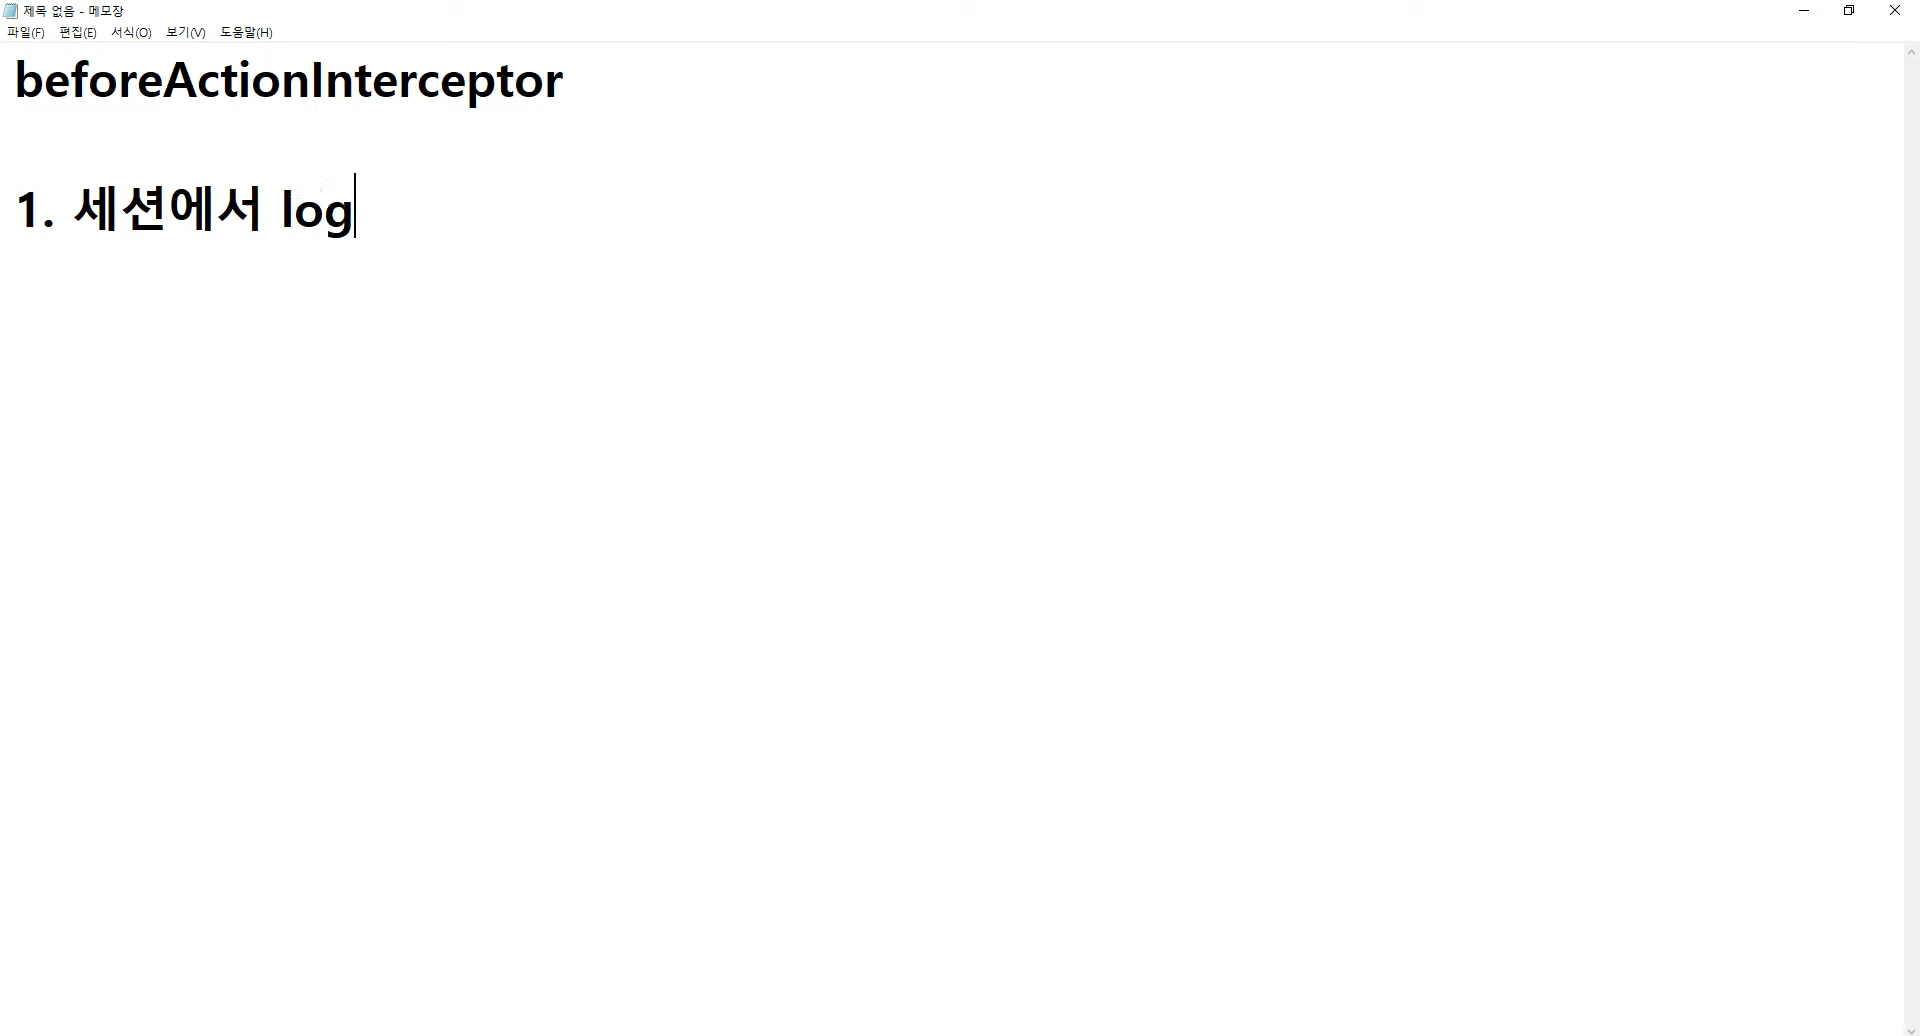 제목 없음 - 메모장
파일(F) 편집(E) 서식(O) 보기(V) 도움말(H)
beforeActionInterceptor
1. 세션에서 log